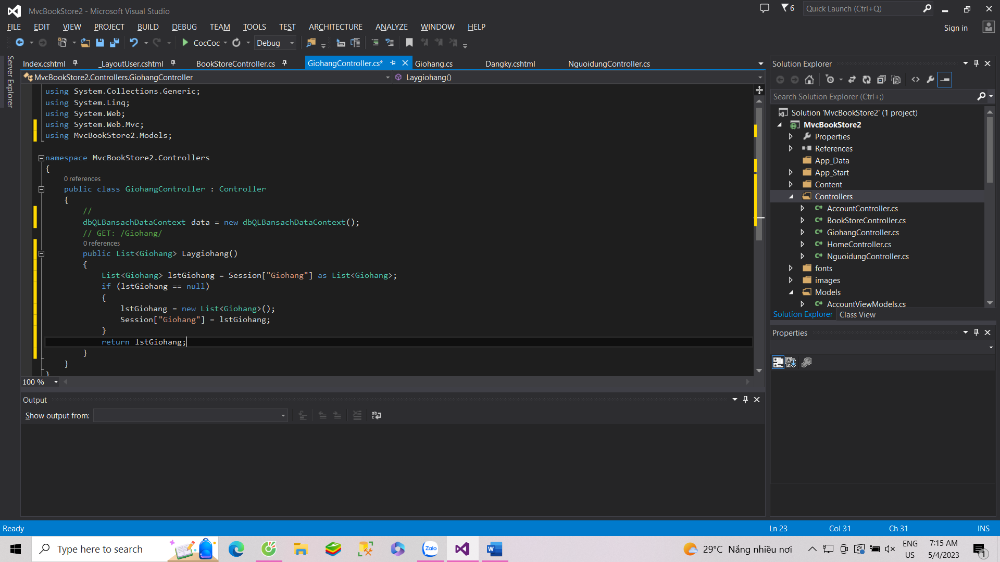 MvcBookStore2 - Microsoft Visual Studio
6
Quick Launch (Ctrl+Q)
FILE EDIT VIEW PROJECT BUILD DEBUG TEAM TOOLS TEST ARCHITECTURE ANALYZE WINDOW HELP
Sign in
CocCoc
Debug
Server Explorer
Index.cshtml _LayoutUser.cshtml BookStoreController.cs GiohangController.cs* Giohang.cs Dangky.cshtml NguoidungController.cs
MvcBookStore2.Controllers.GiohangController
Laygiohang()
using System.Collections.Generic;
using System.Linq;
using System.Web;
using System.Web.Mvc;
using MvcBookStore2.Models;
namespace MvcBookStore2.Controllers
{
0 references
public class GiohangController : Controller
{
//
dbQLBansachDataContext data = new dbQLBansachDataContext();
// GET: /Giohang/
0 references
public List<Giohang> Laygiohang()
{
List<Giohang> lstGiohang = Session["Giohang"] as List<Giohang>;
if (lstGiohang == null)
{
lstGiohang = new List<Giohang>();
Session["Giohang"] = lstGiohang;
}
return lstGiohang;
}
}
}
100 %
Output
Show output from:
Solution Explorer
Search Solution Explorer (Ctrl+;)
Solution 'MvcBookStore2' (1 project)
MvcBookStore2
Properties
References
App_Data
App_Start
Content
Controllers
AccountController.cs
BookStoreController.cs
GiohangController.cs
HomeController.cs
NguoidungController.cs
fonts
images
Models
AccountViewModels.cs
Solution Explorer Class View
Properties
Ready
Ln 23 Col 31 Ch 31 INS
Type here to search
Zalo
29°C Nắng nhiều nơi
ENG
US
7:15 AM
5/4/2023
1